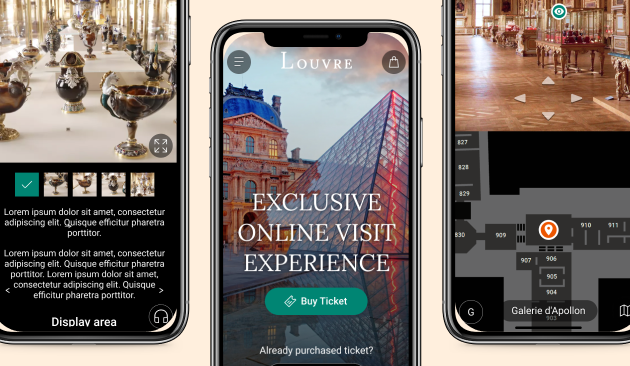 Lorem ipsum dolor sit amet, consectetur
adipiscing elit. Quisque efficitur pharetra
porttitor.
Lorem ipsum dolor sit amet, consectetur
adipiscing elit. Quisque efficitur pharetra
porttitor. Lorem ipsum dolor sit amet,
consectetur adipiscing elit. Quisque
efficitur pharetra porttitor.
< >
Display area
LOUVRE
EXCLUSIVE
ONLINE VISIT
EXPERIENCE
Buy Ticket
Already purchased ticket?
827
828
829
830
909
910
911
907
906
905
904
903
G
Galerie d'Apollon